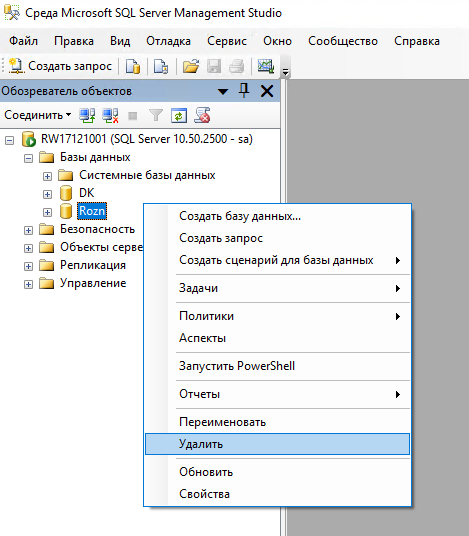 Среда Microsoft SQL Server Management Studio
Файл Правка Вид Отладка Сервис Окно Сообщество Справка
Создать запрос
Обозреватель объектов
Соединить
RW17121001 (SQL Server 10.50.2500 - sa)
Базы данных
Системные базы данных
DK
Rozn
Безопасность
Объекты серве
Репликация
Управление
Создать базу данных...
Создать запрос
Создать сценарий для базы данных
Задачи
Политики
Аспекты
Запустить PowerShell
Отчеты
Переименовать
Удалить
Обновить
Свойства